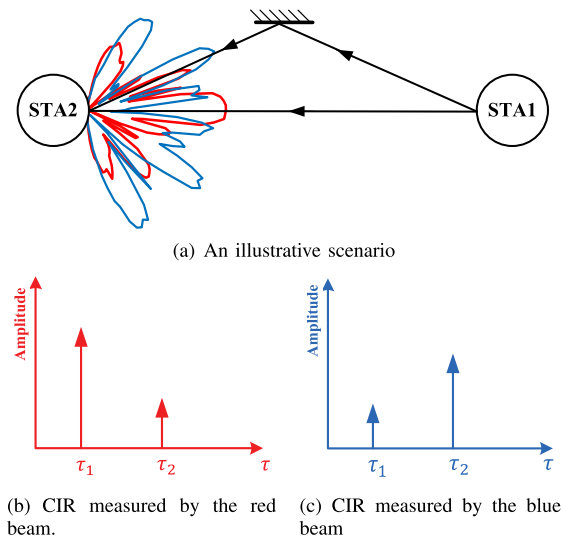 STA2
STA1
(a) An illustrative scenario
Amplitude
τ1
τ2
τ
Amplitude
τ1
τ2
τ
(b) CIR measured by the red
beam.
(c) CIR measured by the blue
beam